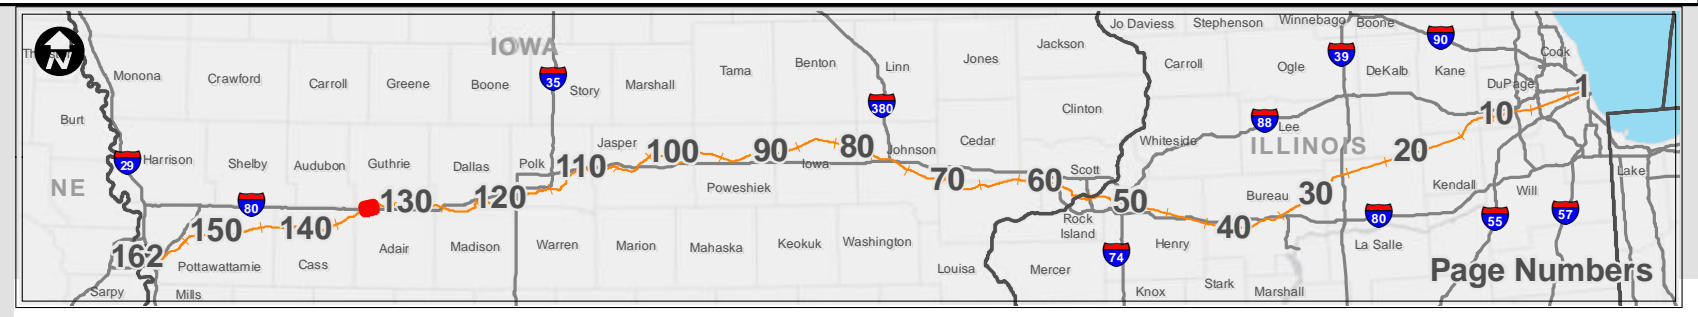 Jo Daviess Stephenson Winnebago Boone
IOWA Jackson 39 90 Cook
N
Monona Crawford Carroll Greene Boone 35 Story Marshall Tama Benton Linn Jones Carroll Ogle DeKalb Kane DuPage 1
380 Clinton 10
Burt 88 Lee
Harrison Shelby Audubon Guthrie Dallas Polk Jasper 100 90 80 Johnson Cedar Whiteside ILLINOIS 20
29 110 Iowa Scott Lake
NE 80 130 120 Poweshiek 70 60 50 Bureau 30 Kendall Will
162 150 140 Adair Madison Warren Marion Mahaska Keokuk Washington Rock Island Henry 40 80 La Salle 55 57
Pottawattamie Cass Louisa Mercer 74 Page Numbers
Sarpy Mills Knox Stark Marshall